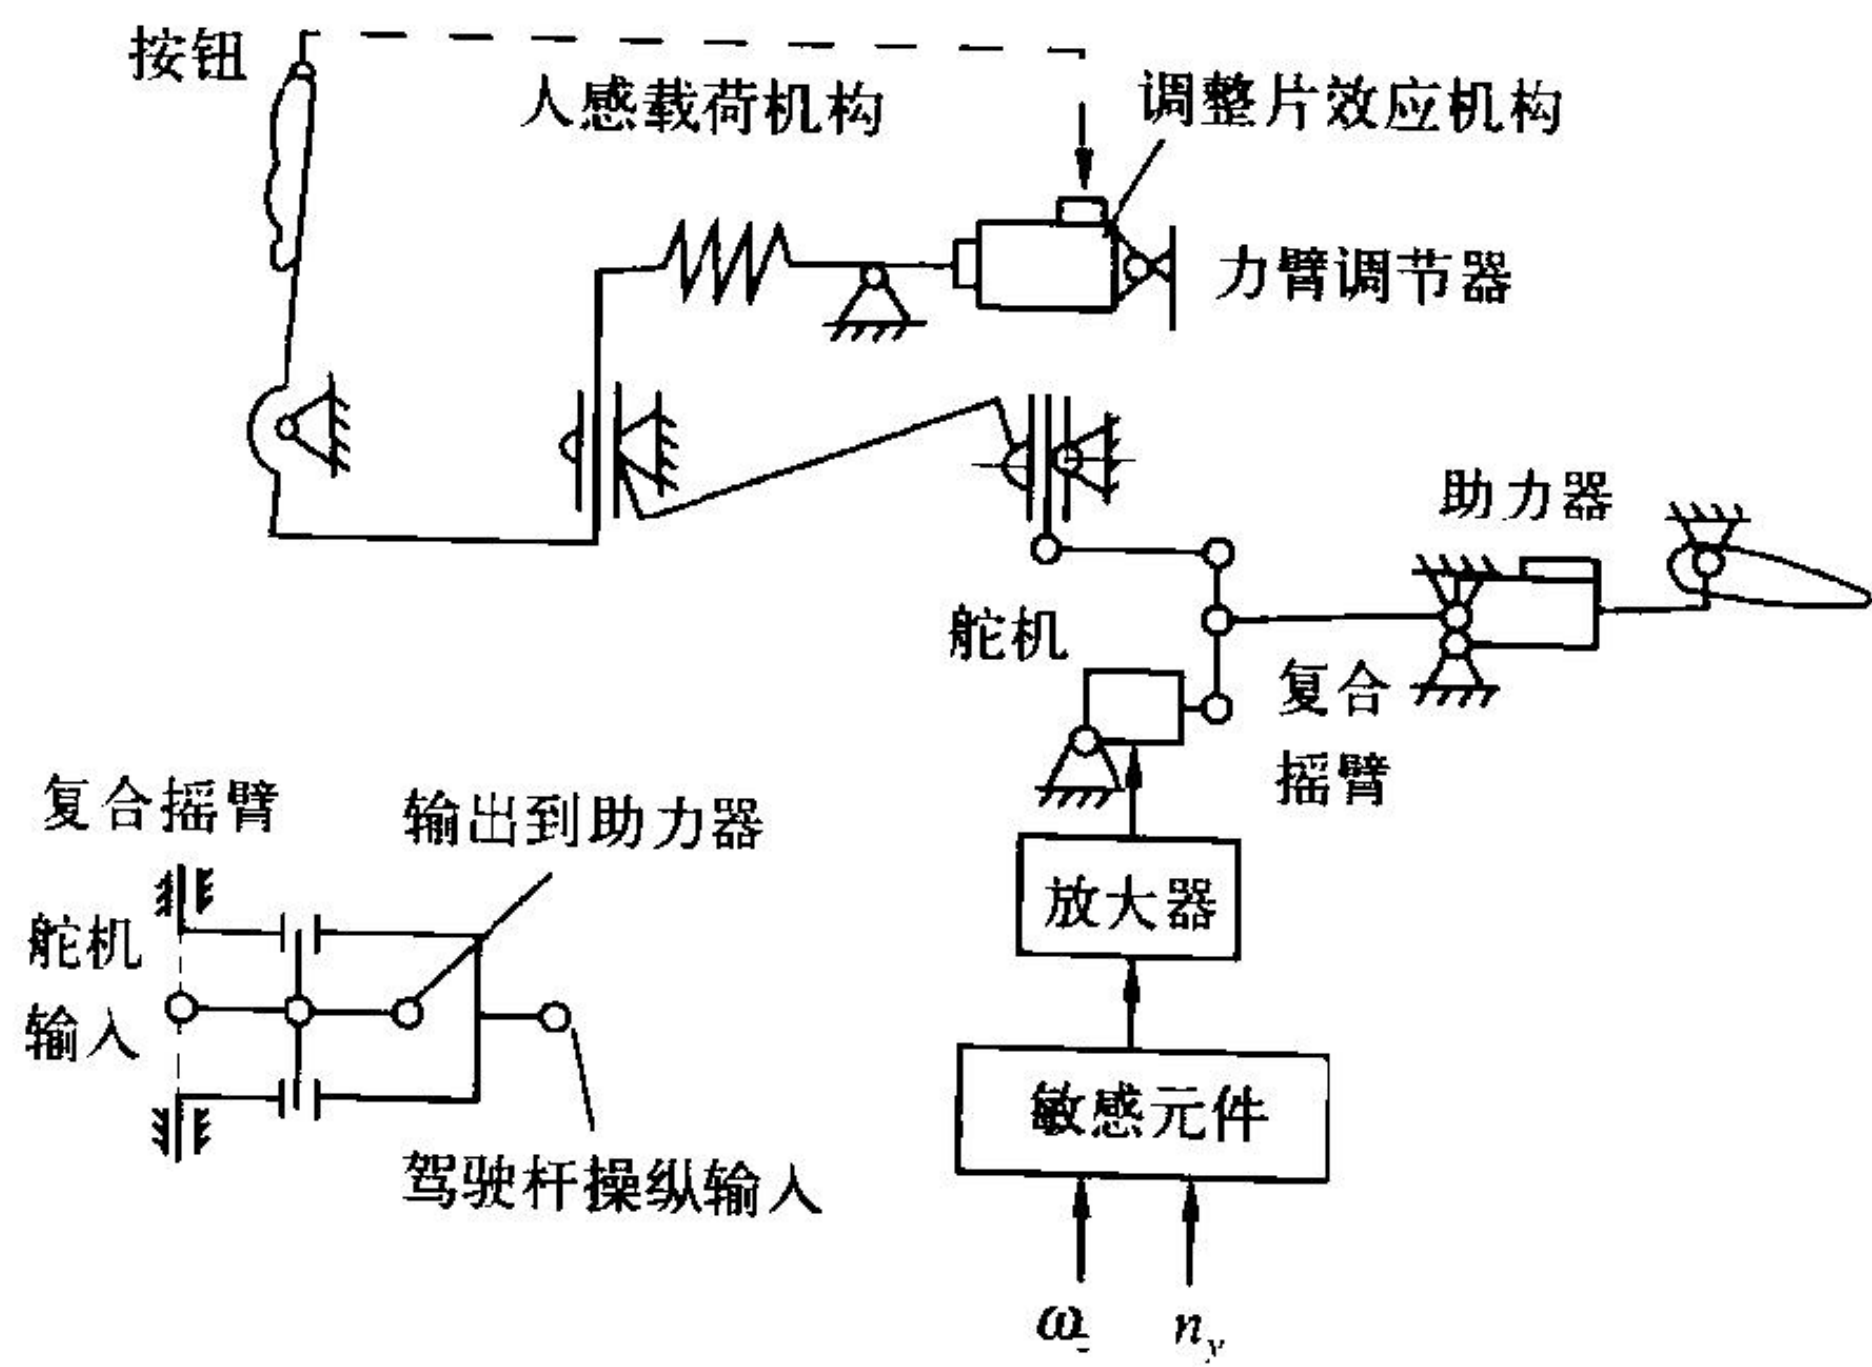 按钮
人感载荷机构
调整片效应机构
力臂调节器
助力器
舵机
复合
摇臂
复合摇臂
输出到助力器
放大器
舵机
输入
敏感元件
驾驶杆操纵输入
ω_z
n_y